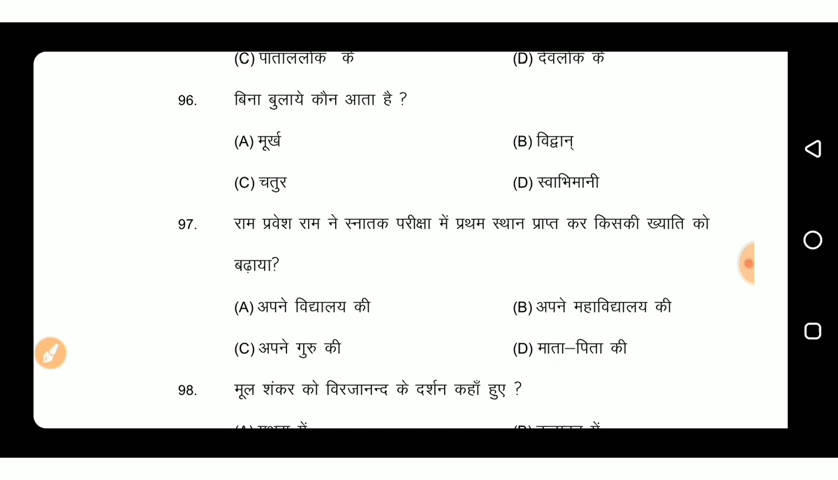 (C) पाताललोक के (D) देवलोक के
96. बिना बुलाये कौन आता है ?
(A) मूर्ख (B) विद्वान्
(C) चतुर (D) स्वाभिमानी
97. राम प्रवेश राम ने स्नातक परीक्षा में प्रथम स्थान प्राप्त कर किसकी ख्याति को
बढ़ाया?
(A) अपने विद्यालय की (B) अपने महाविद्यालय की
(C) अपने गुरु की (D) माता–पिता की
98. मूल शंकर को विरजानन्द के दर्शन कहाँ हुए ?
(A) में (B) में